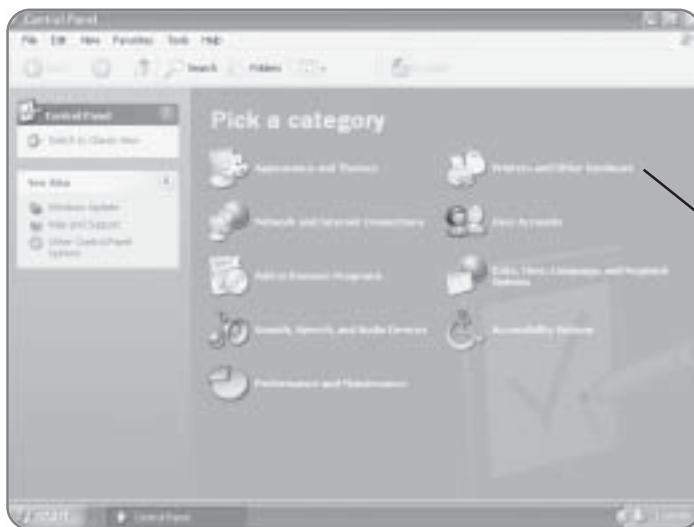 Control Panel
File Edit View Favorites Tools Help
Search Folders
Control Panel
Switch to Classic View
See Also
Windows Update
Help and Support
Other Control Panel
Options
Pick a category
Appearance and Themes
Printers and Other Hardware
Network and Internet Connections
User Accounts
Add or Remove Programs
Date, Time, Language, and Regional
Options
Sounds, Speech, and Audio Devices
Accessibility Options
Performance and Maintenance
start
Control Panel